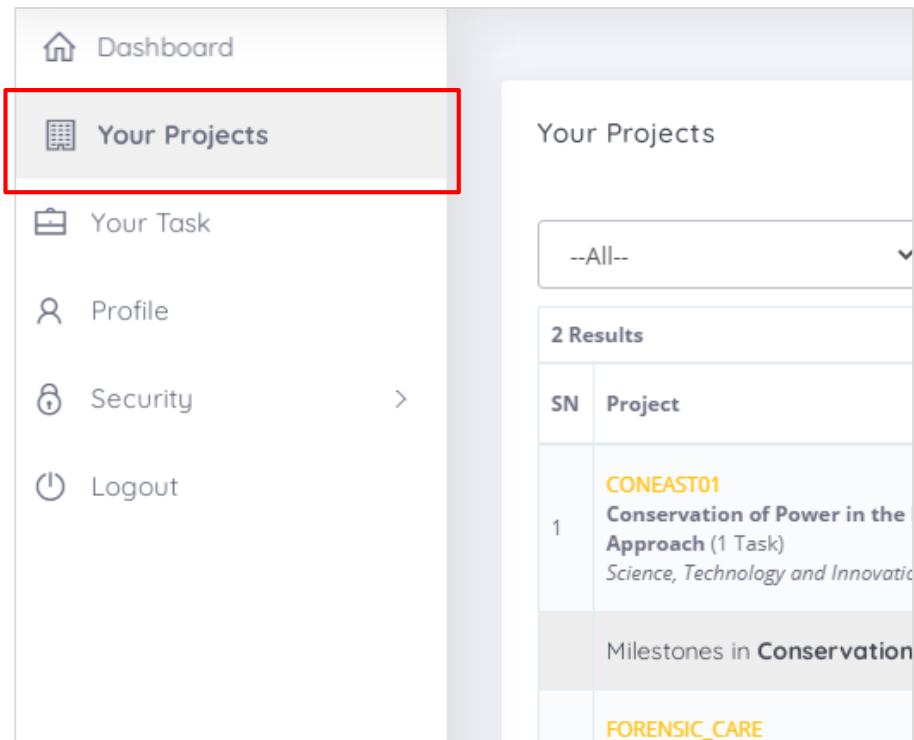 Dashboard
Your Projects
Your Task
Profile
Security
Logout
Your Projects
--All--
2 Results
SN Project
1
CONEAST01
Conservation of Power in the
Approach (1 Task)
Science, Technology and
Milestones in Conservation
FORENSIC_CARE